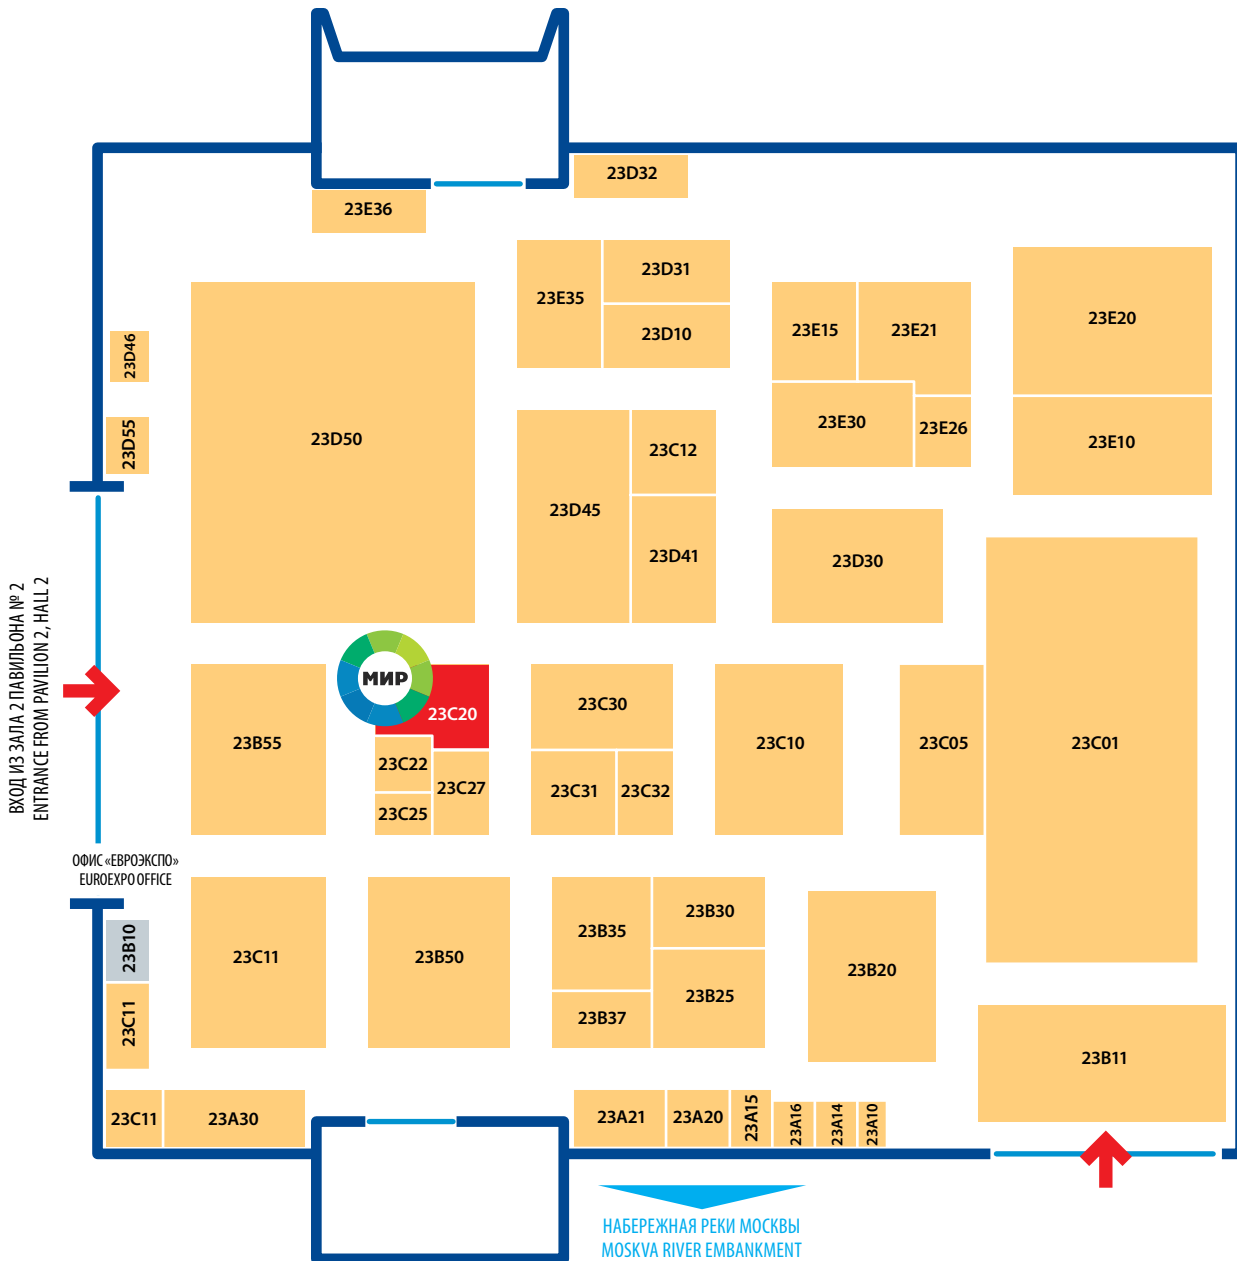 23D32
23E36
23D31
23E35
23D10
23E15
23E21
23E20
23D46
23D55
23D50
23C12
23E30
23E26
23E10
23D45
23D41
23D30
ВХОД ИЗ ЗАЛА 2 ПАВИЛЬОНА № 2
ENTRANCE FROM PAVILION 2, HALL 2
МИР
23C20
23B55
23C22
23C27
23C25
23C30
23C31
23C32
23C10
23C05
23C01
ОФИС «ЕВРОЭКСПО»
EUROEXPO OFFICE
23B10
23C11
23C11
23B50
23B35
23B30
23B37
23B25
23B20
23B11
23C11
23A30
23A21
23A20
23A15
23A16
23A14
23A10
НАБЕРЕЖНАЯ РЕКИ МОСКВЫ
MOSKVA RIVER EMBANKMENT